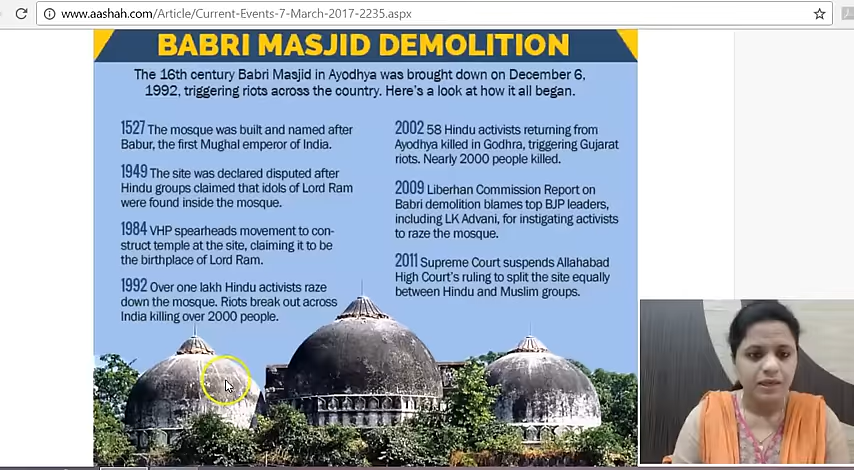 www.aashah.com/Article/Current-Events-7-March-2017-2235.aspx
BABRI MASJID DEMOLITION
The 16th century Babri Masjid in Ayodhya was brought down on December 6,
1992, triggering riots across the country. Here's a look at how it all began.
1527 The mosque was built and named after
Babur, the first Mughal emperor of India.
1949 The site was declared disputed after
Hindu groups claimed that idols of Lord Ram
were found inside the mosque.
1984 VHP spearheads movement to con-
struct temple at the site, claiming it to be
the birthplace of Lord Ram.
1992 Over one lakh Hindu activists raze
down the mosque. Riots break out across
India killing over 2000 people.
2002 58 Hindu activists returning from
Ayodhya killed in Godhra, triggering Gujarat
riots. Nearly 2000 people killed.
2009 Liberhan Commission Report on
Babri demolition blames top BJP leaders,
including LK Advani, for instigating activists
to raze the mosque.
2011 Supreme Court suspends Allahabad
High Court's ruling to split the site equally
between Hindu and Muslim groups.